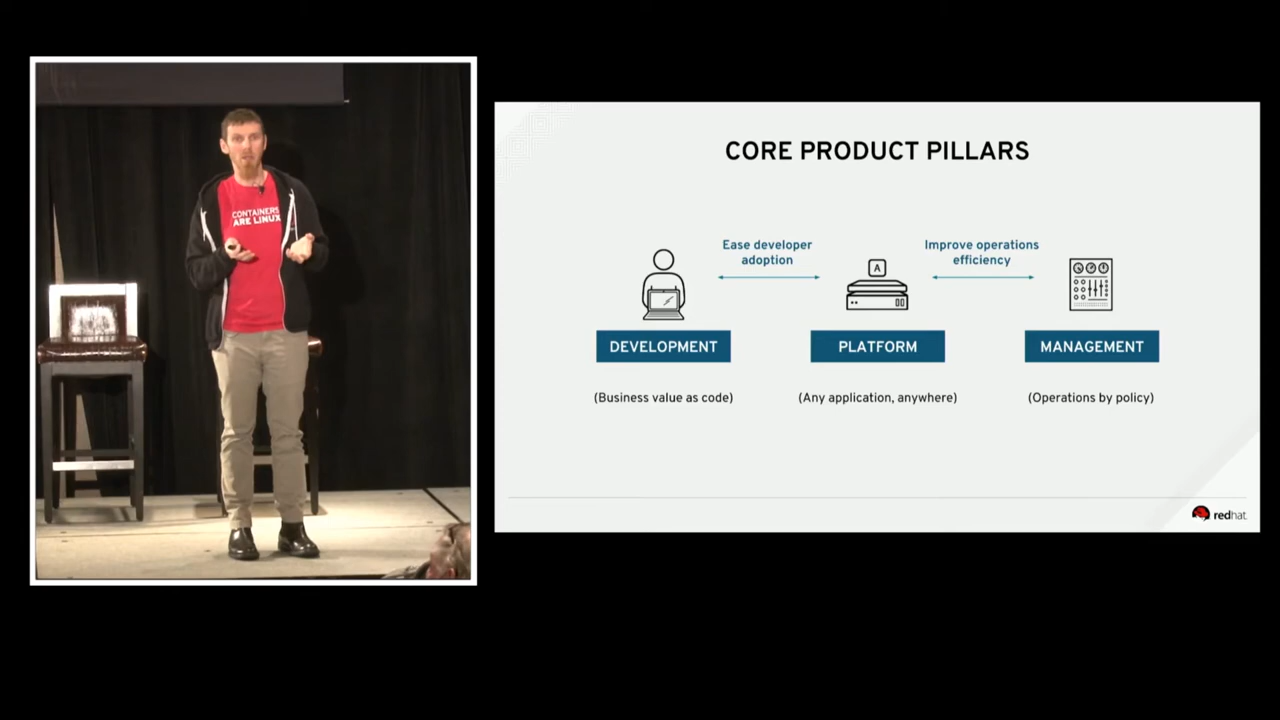 CONTAINERS
ARE LINUX
CORE PRODUCT PILLARS
Ease developer
adoption
Improve operations
efficiency
A
DEVELOPMENT
PLATFORM
MANAGEMENT
(Business value as code)
(Any application, anywhere)
(Operations by policy)
redhat.